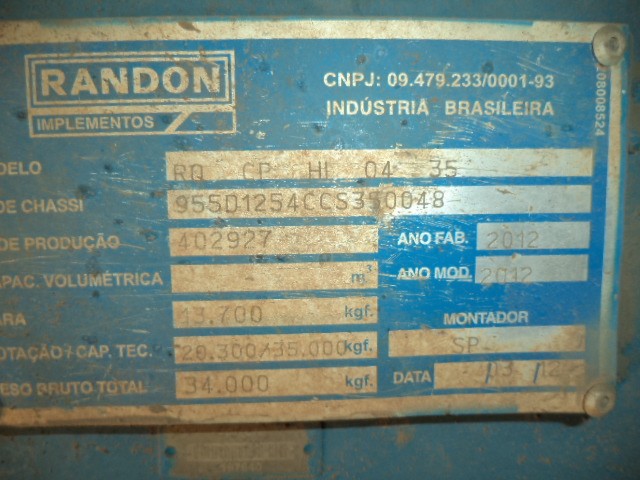 RANDON
IMPLEMENTOS
CNPJ: 09.479.233/0001-93
INDÚSTRIA BRASILEIRA
08008524
ODELO RQ CP HL 04 35
DE CHASSI 955D1254CCS350048
DE PRODUÇÃO 402927 ANO FAB. 2012
APAC. VOLUMÉTRICA m³ ANO MOD. 2012
ARA 13.700 kgf. MONTADOR
OTAÇÃO / CAP. TEC. 20.300/35.000 kgf. SP
ESO BRUTO TOTAL 34.000 kgf. DATA / 03 / 12